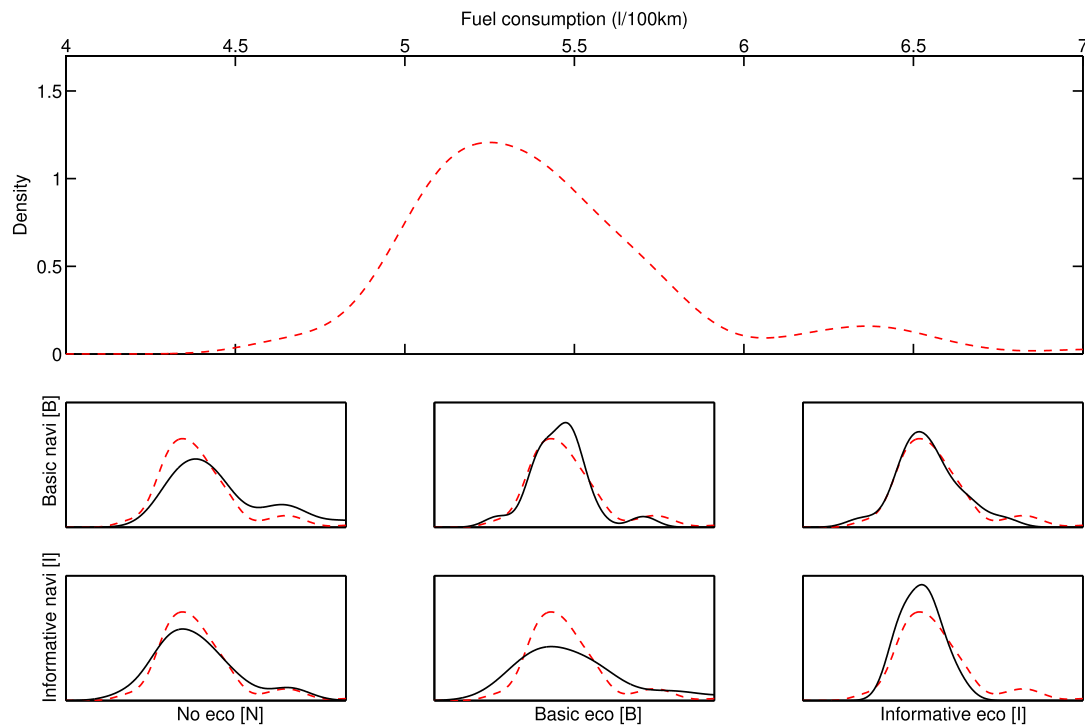 Fuel consumption (l/100km)
4 4.5 5 5.5 6 6.5 7
1.5
1
0.5
0
Density
Basic navi [B]
Informative navi [I]
No eco [N] Basic eco [B] Informative eco [I]